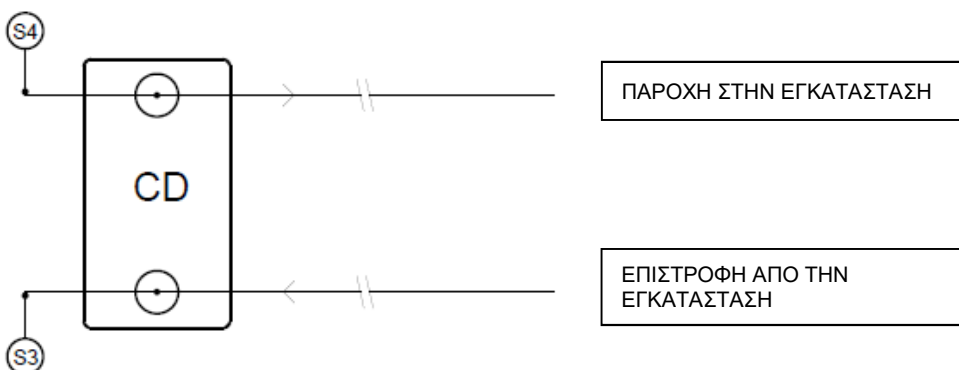 S4
ΠΑΡΟΧΗ ΣΤΗΝ ΕΓΚΑΤΑΣΤΑΣΗ
CD
ΕΠΙΣΤΡΟΦΗ ΑΠΟ ΤΗΝ
ΕΓΚΑΤΑΣΤΑΣΗ
S3